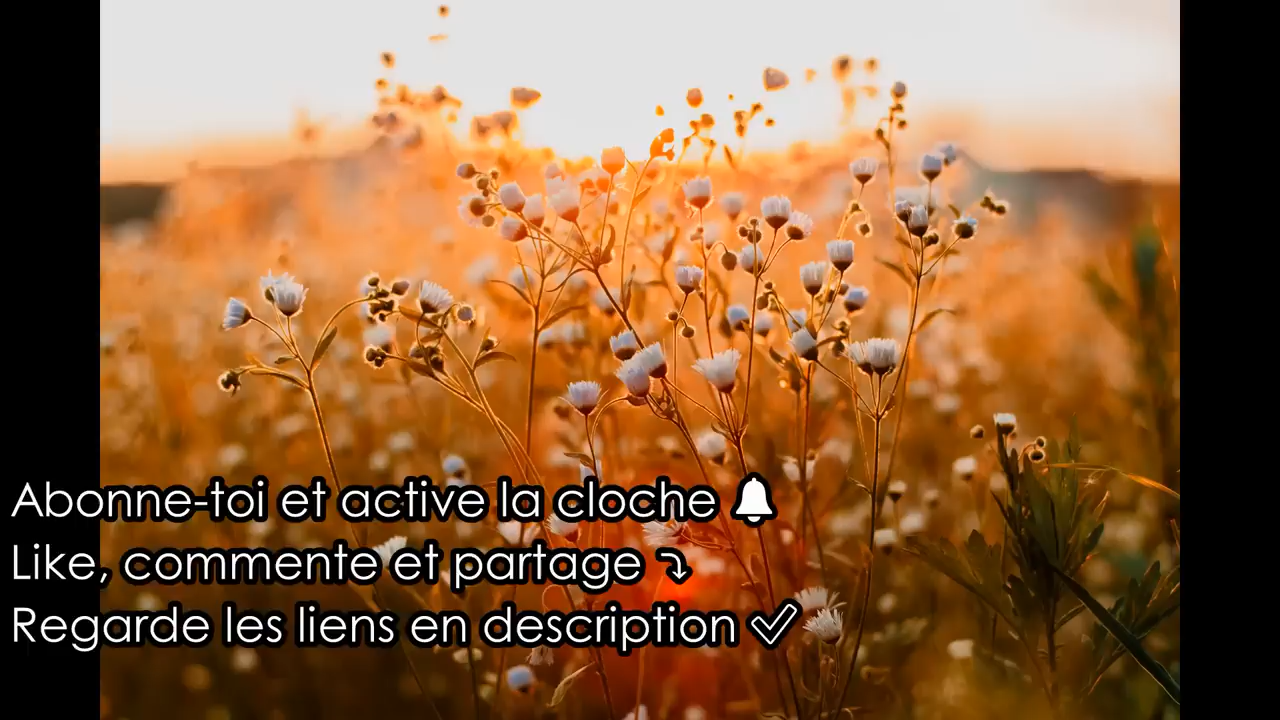 Abonne-toi et active la cloche 🔔
Like, commente et partage ⤵
Regarde les liens en description ✓